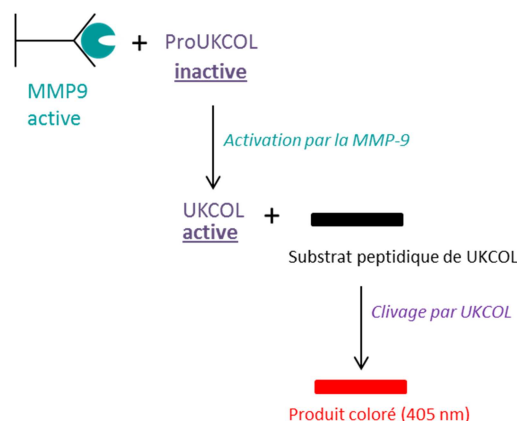 ProUKCOL
inactive
MMP9
active
Activation par la MMP-9
UKCOL
active
Substrat peptidique de UKCOL
Clivage par UKCOL
Produit coloré (405 nm)